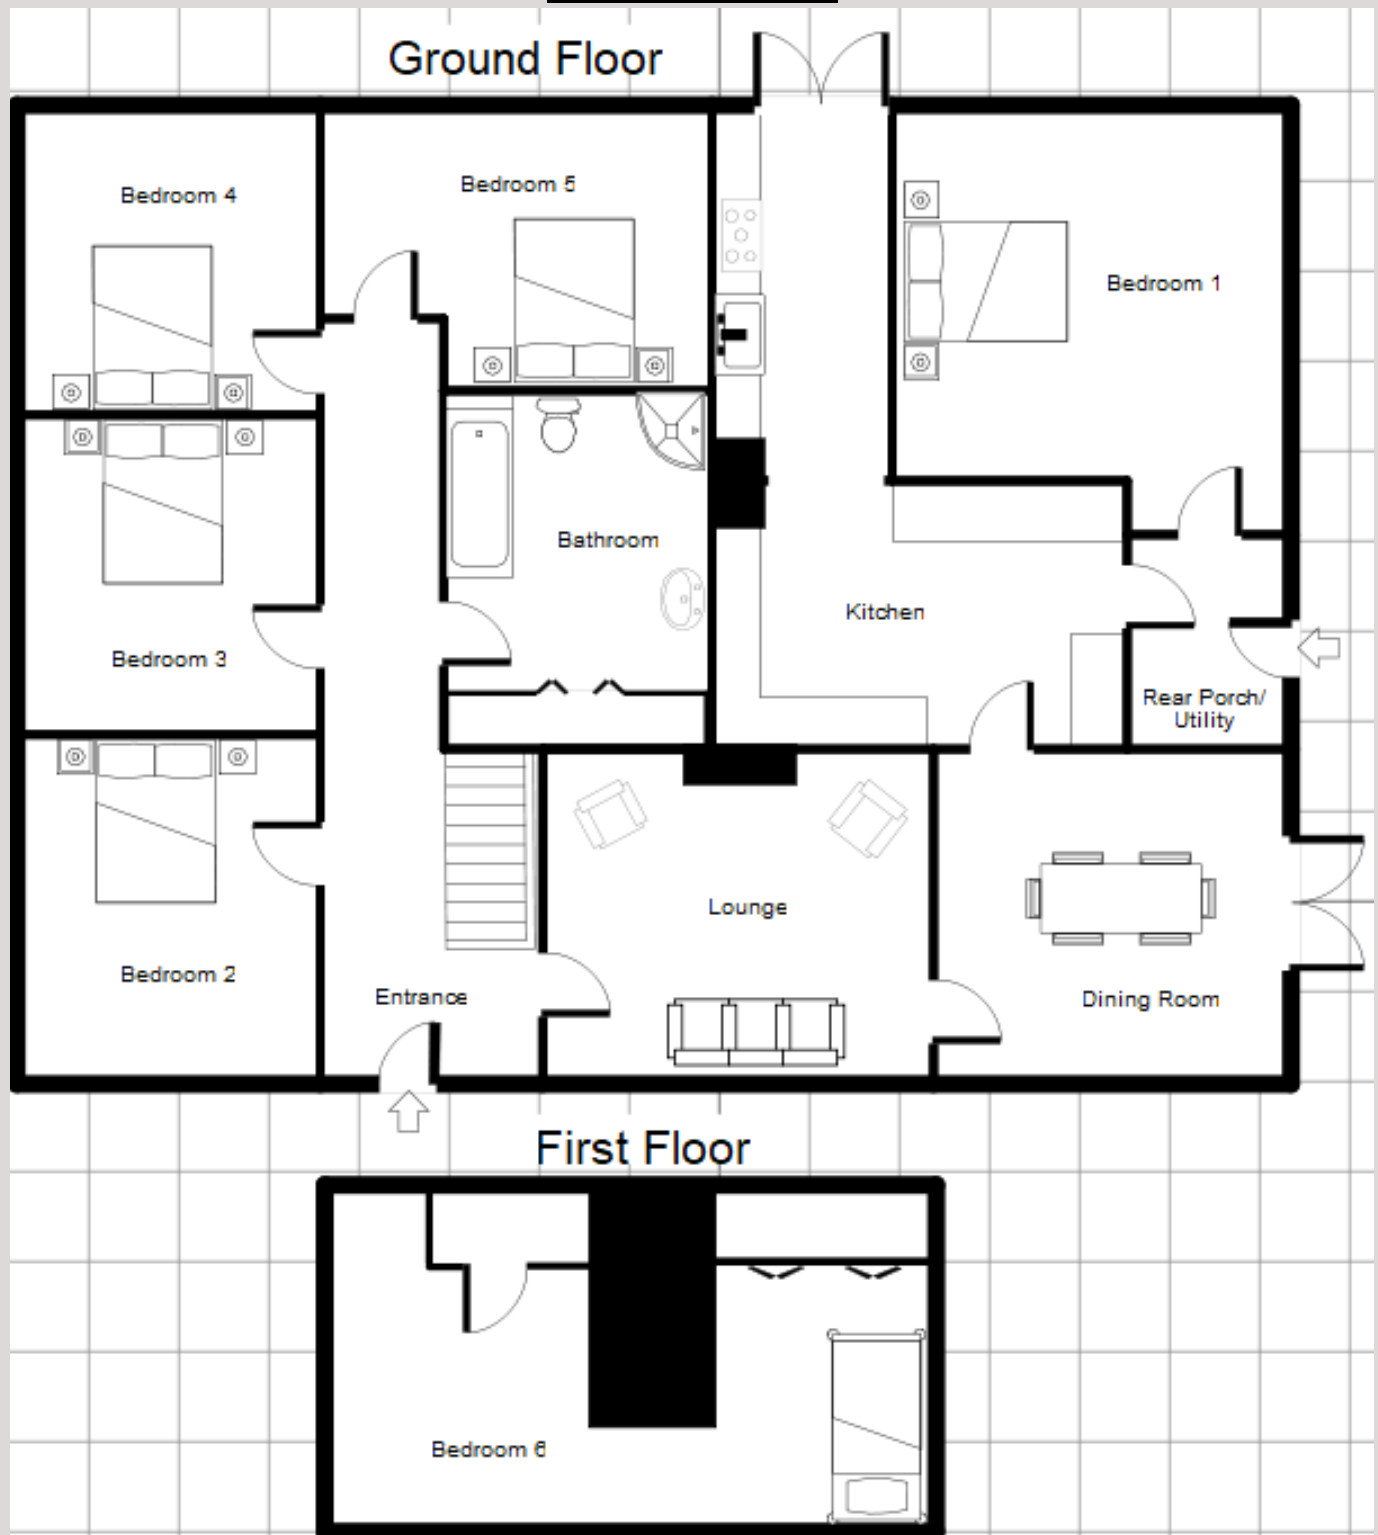 Ground Floor
Bedroom 4
Bedroom 5
Bedroom 1
Bathroom
Kitchen
Bedroom 3
Rear Porch/
Utility
Lounge
Bedroom 2
Entrance
Dining Room
First Floor
Bedroom 6